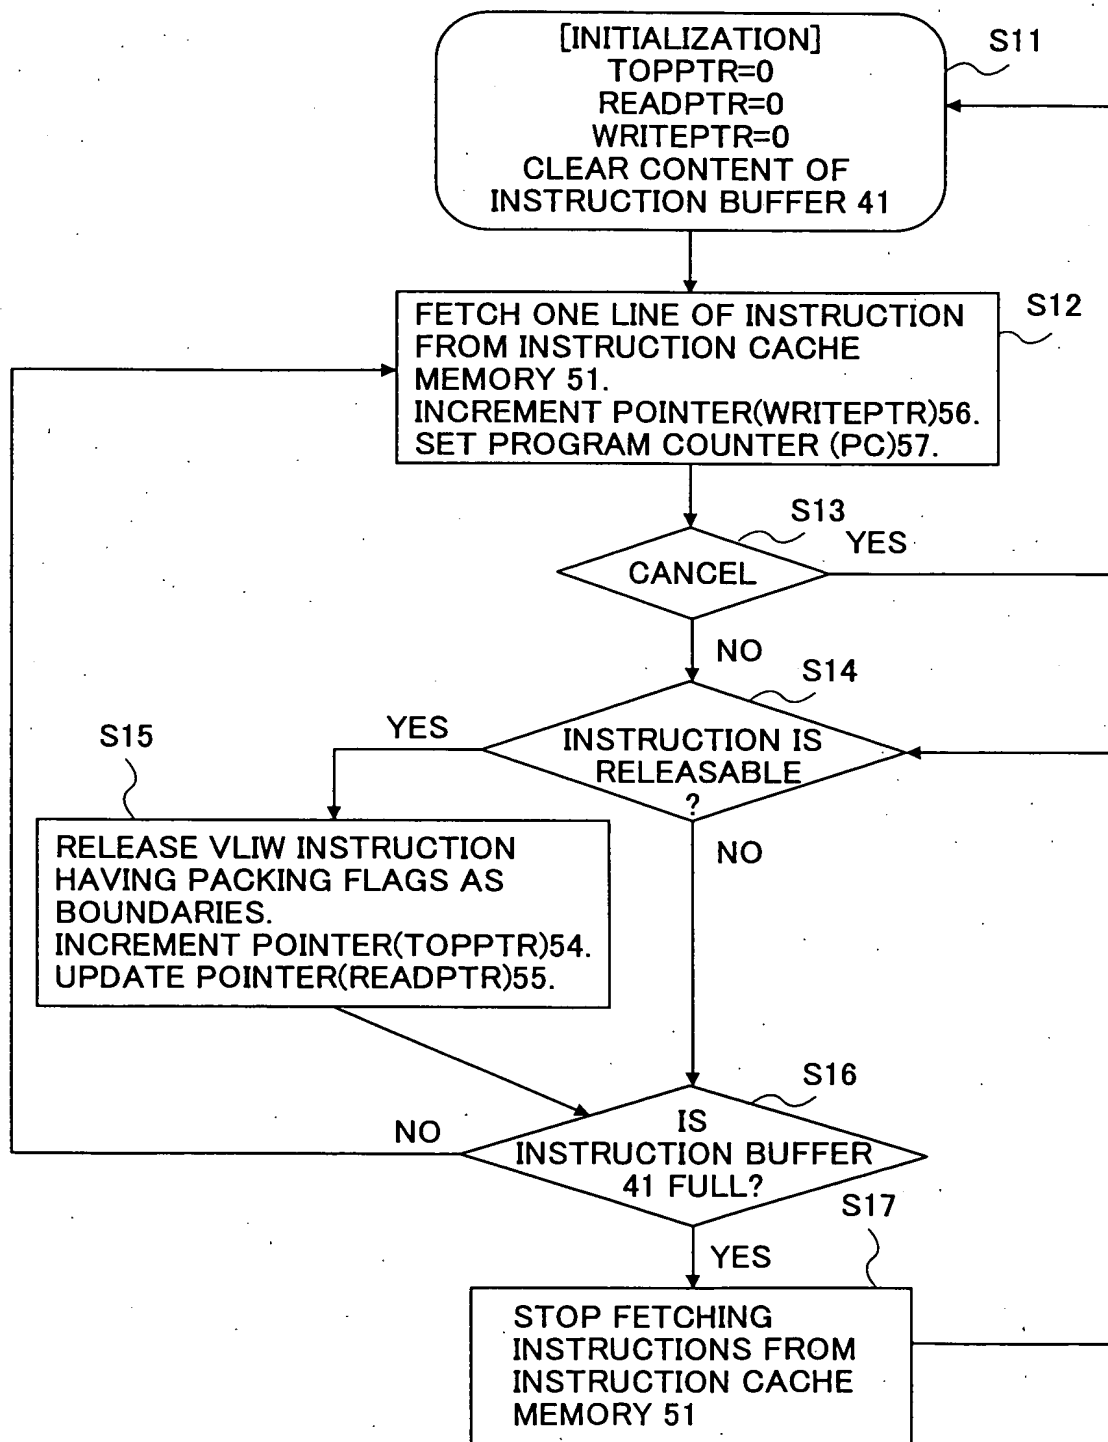 [INITIALIZATION]
TOPPTR=0
READPTR=0
WRITEPTR=0
CLEAR CONTENT OF
INSTRUCTION BUFFER 41
S11
FETCH ONE LINE OF INSTRUCTION
FROM INSTRUCTION CACHE
MEMORY 51.
INCREMENT POINTER(WRITEPTR)56.
SET PROGRAM COUNTER (PC)57.
S12
S13
CANCEL
YES
NO
S14
INSTRUCTION IS
RELEASABLE
?
YES
NO
S15
RELEASE VLIW INSTRUCTION
HAVING PACKING FLAGS AS
BOUNDARIES.
INCREMENT POINTER(TOPPTR)54.
UPDATE POINTER(READPTR)55.
S16
IS
INSTRUCTION BUFFER
41 FULL?
NO
YES
S17
STOP FETCHING
INSTRUCTIONS FROM
INSTRUCTION CACHE
MEMORY 51